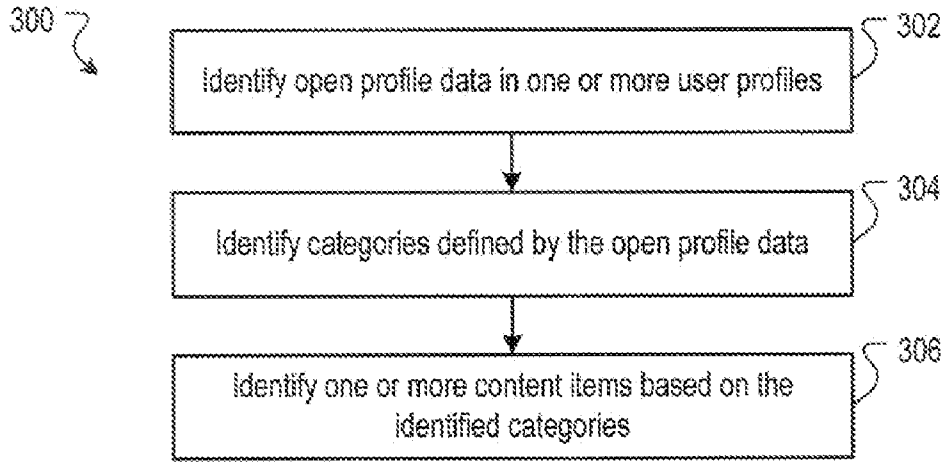 300
302
Identify open profile data in one or more user profiles
304
Identify categories defined by the open profile data
306
Identify one or more content items based on the
identified categories